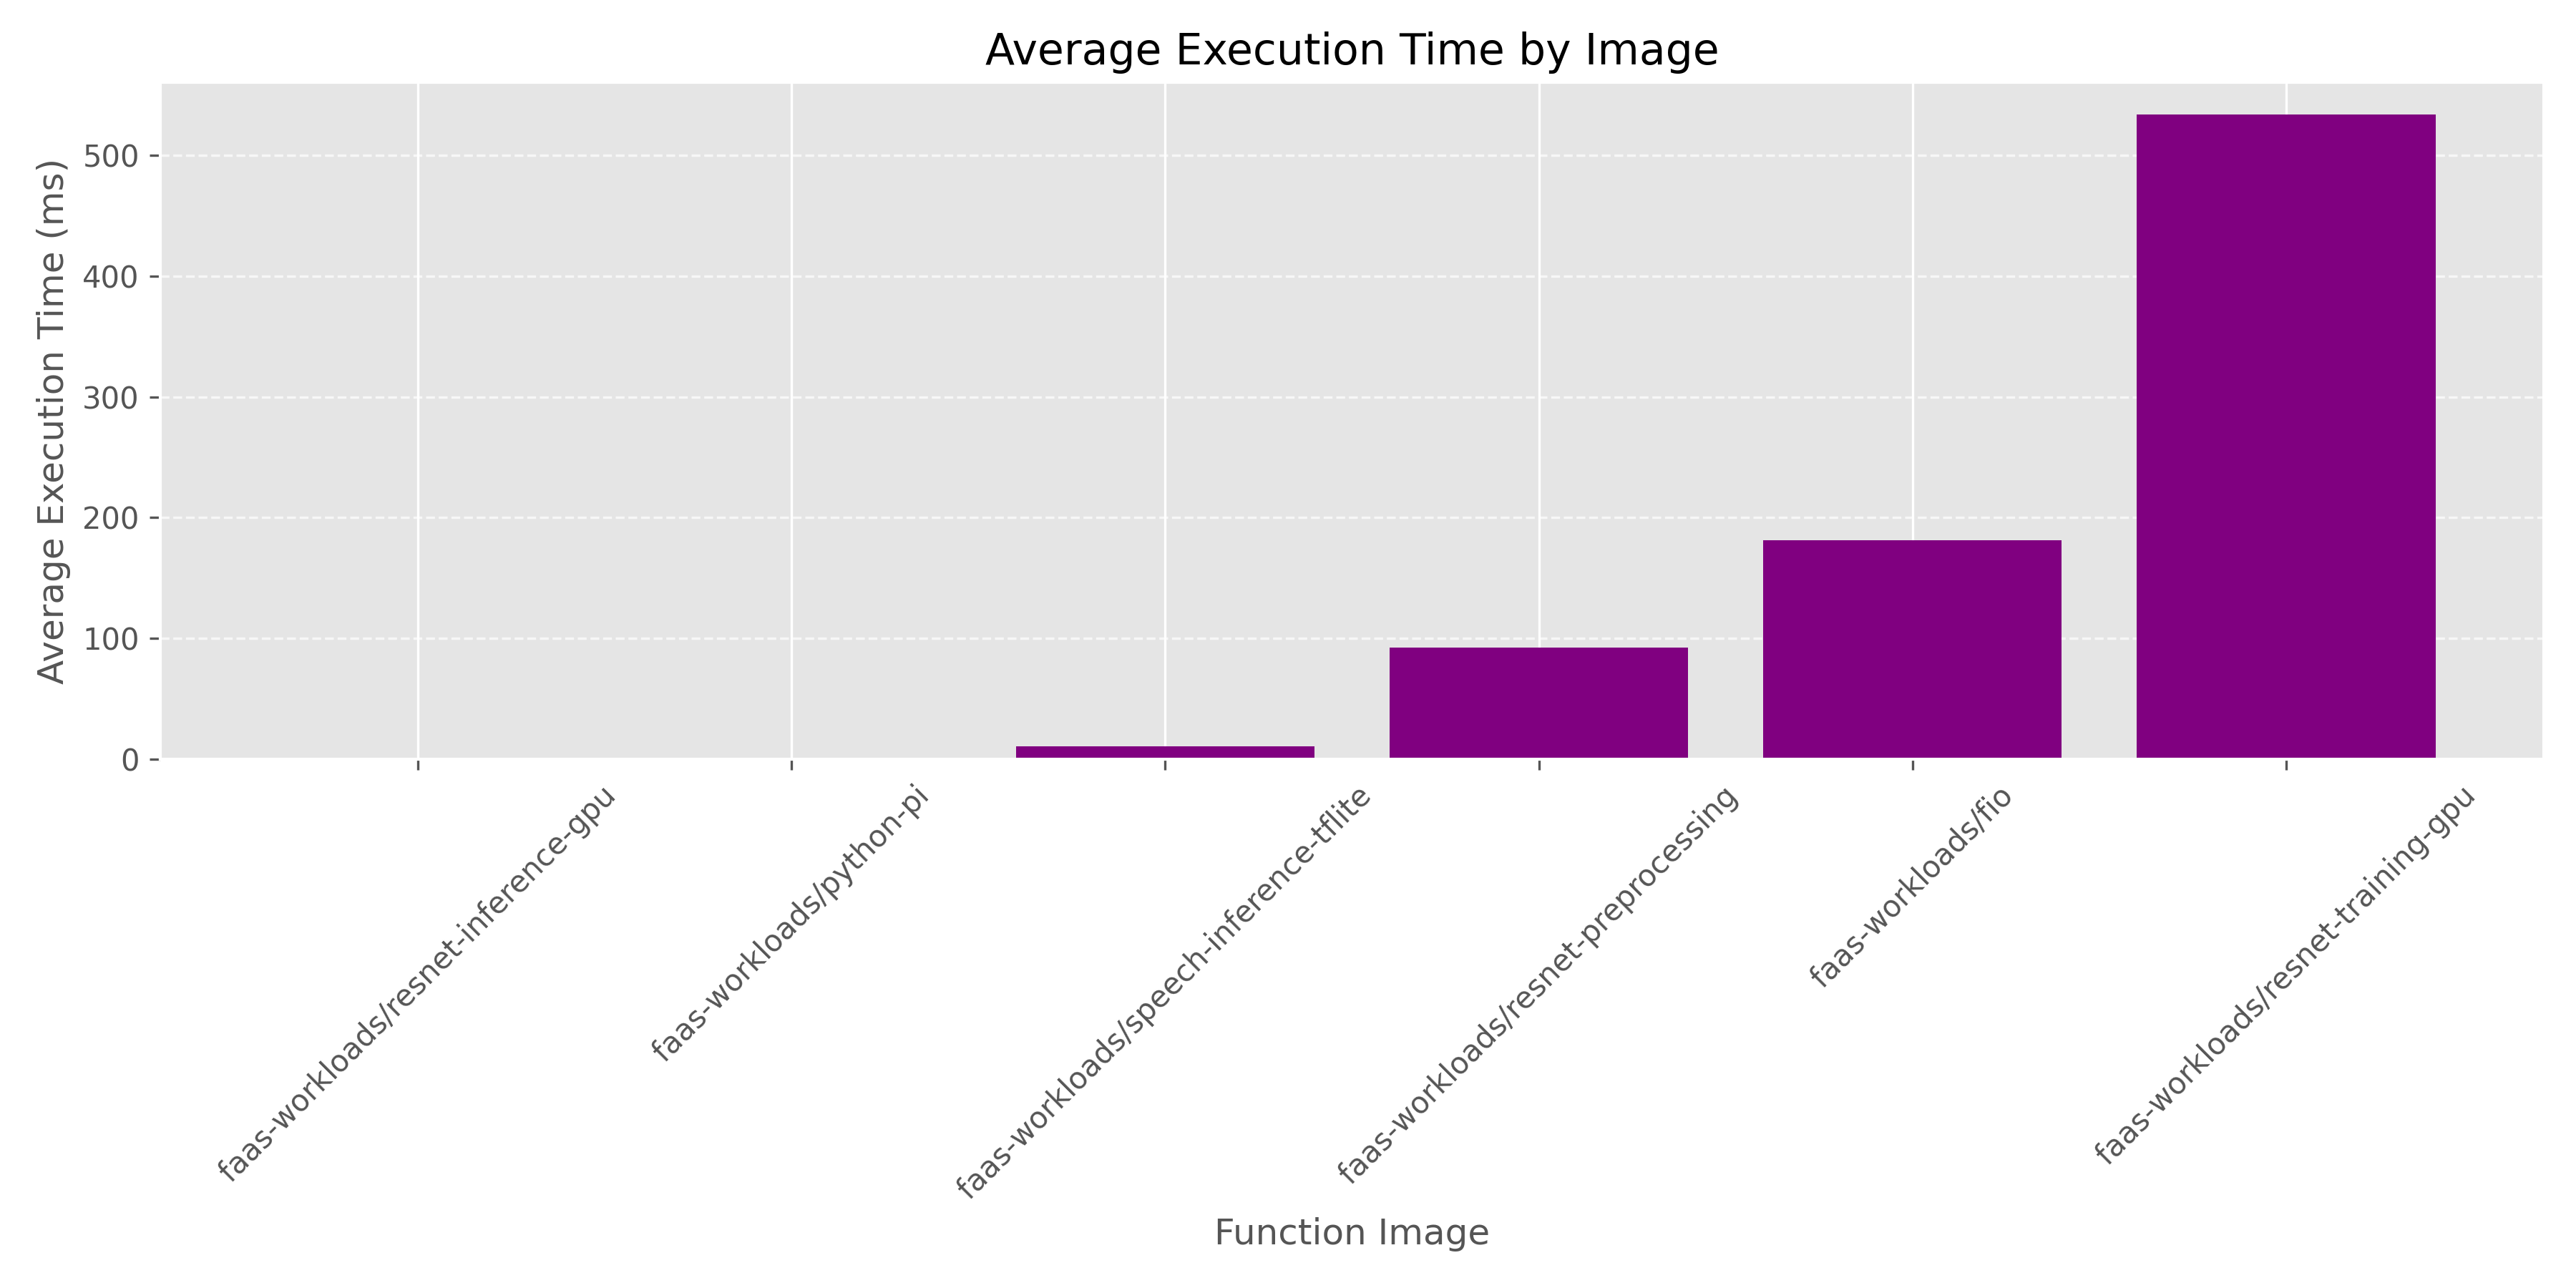 Average Execution Time by Image
Average Execution Time (ms)
500
400
300
200
100
0
faas-workloads/resnet-inference-gpu
faas-workloads/python-pi
faas-workloads/speech-inference-tflite
faas-workloads/resnet-preprocessing
faas-workloads/fio
faas-workloads/resnet-training-gpu
Function Image